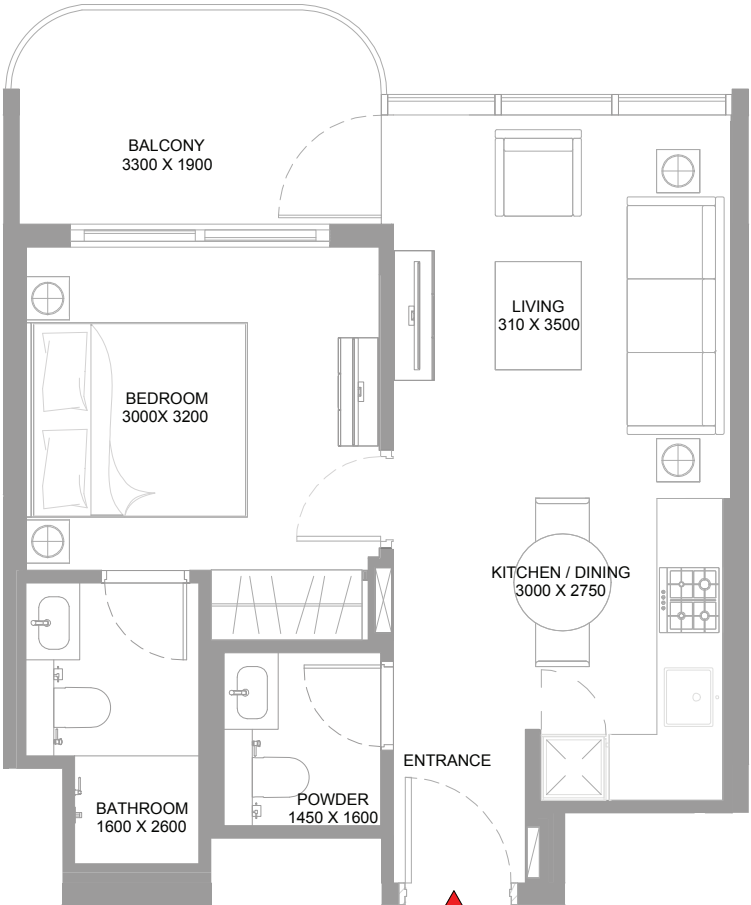 BALCONY
3300 X 1900
LIVING
310 X 3500
BEDROOM
3000X 3200
KITCHEN / DINING
3000 X 2750
ENTRANCE
BATHROOM
1600 X 2600
POWDER
1450 X 1600